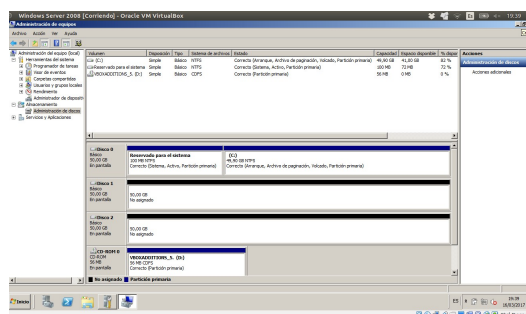 Windows Server 2008 [Corriendo] - Oracle VM VirtualBox
19:39
Administración de equipos
Archivo Acción Ver Ayuda
Administración del equipo (local)
Herramientas del sistema
Programador de tareas
Visor de eventos
Carpetas compartidas
Usuarios y grupos locales
Rendimiento
Administrador de dispositi
Almacenamiento
Administración de discos
Servicios y Aplicaciones
Volumen Disposición Tipo Sistema de archivos Estado Capacidad Espacio disponible % dispon
(C:) Simple Básico NTFS Correcto (Arranque, Archivo de paginación, Volcado, Partición primaria) 49,90 GB 41,00 GB 82 %
Reservado para el sistema Simple Básico NTFS Correcto (Sistema, Activo, Partición primaria) 100 MB 72 MB 72 %
VBOXADDITIONS_5. (D:) Simple Básico CDFS Correcto (Partición primaria) 56 MB 0 MB 0 %
Acciones
Administración de discos
Acciones adicionales
Disco 0
Básico
50,00 GB
En pantalla
Reservado para el sistema
100 MB NTFS
Correcto (Sistema, Activo, Partición primaria)
(C:)
49,90 GB NTFS
Correcto (Arranque, Archivo de paginación, Volcado, Partición primaria)
Disco 1
Básico
50,00 GB
En pantalla
50,00 GB
No asignado
Disco 2
Básico
50,00 GB
En pantalla
50,00 GB
No asignado
CD-ROM 0
CD-ROM
56 MB
En pantalla
VBOXADDITIONS_5. (D:)
56 MB CDFS
Correcto (Partición primaria)
No asignado Partición primaria
Inicio
ES
19:39
16/03/2017